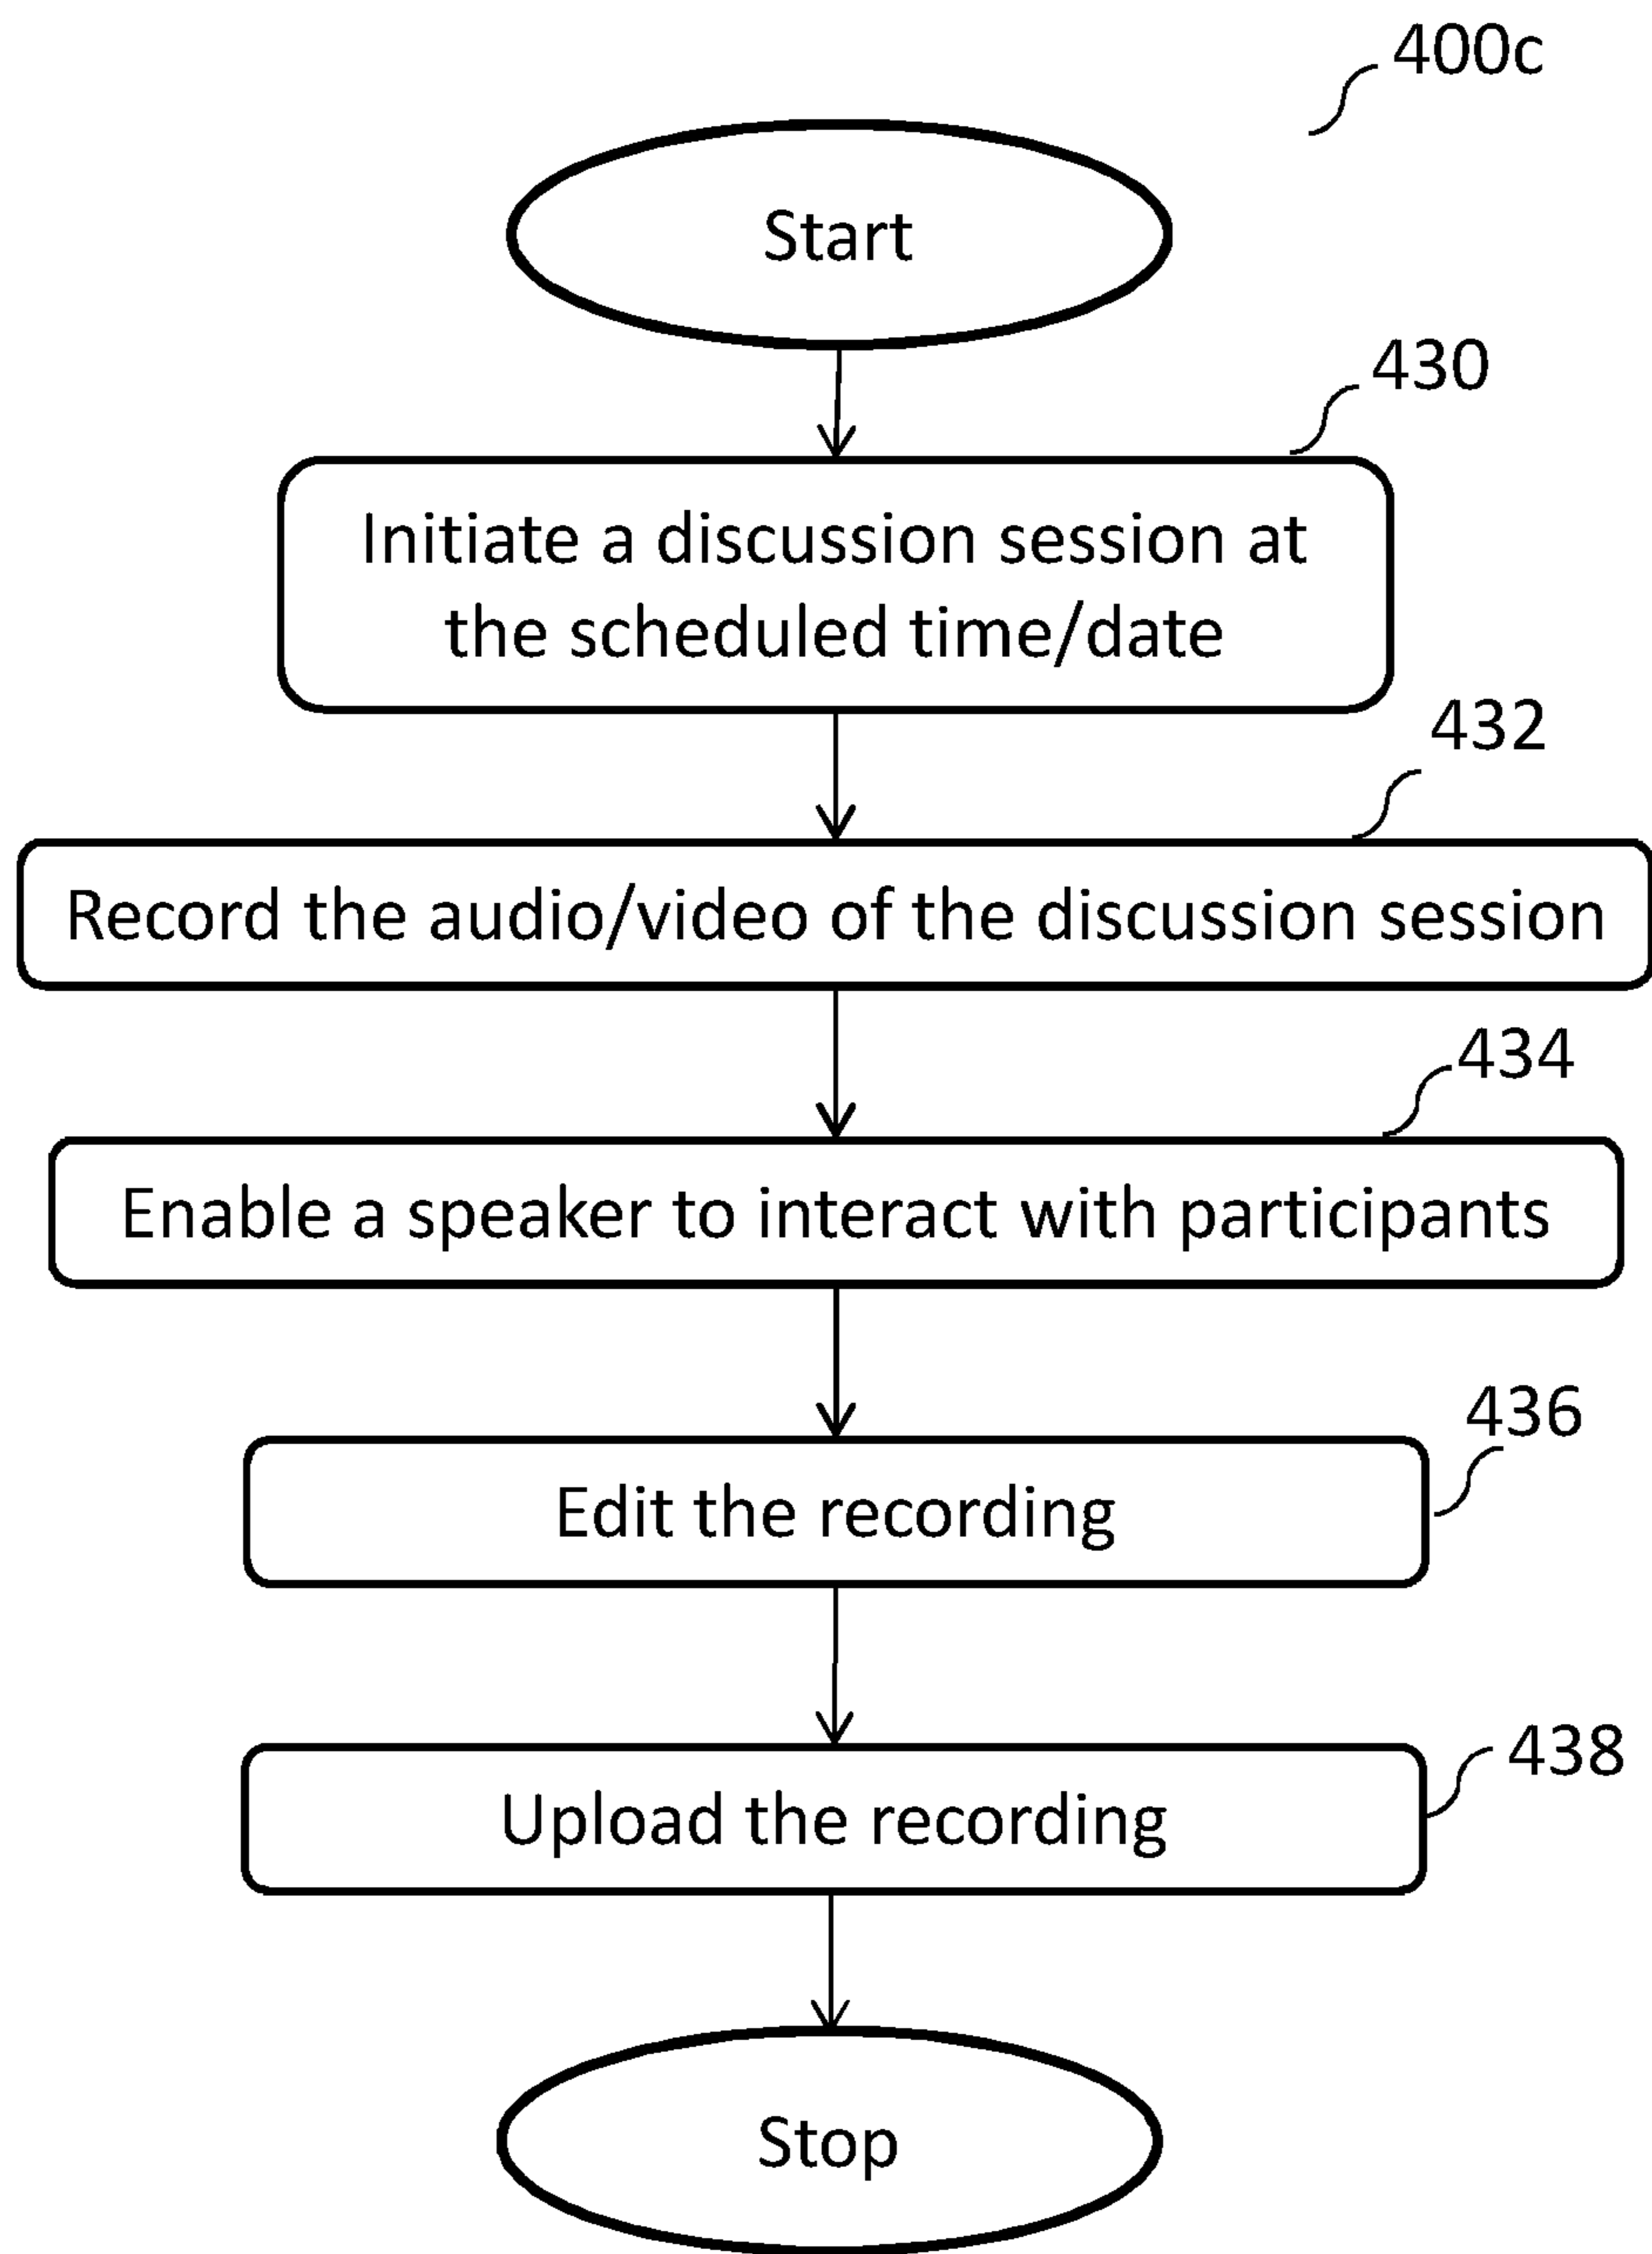 400c
Start
430
Initiate a discussion session at
the scheduled time/date
432
Record the audio/video of the discussion session
434
Enable a speaker to interact with participants
436
Edit the recording
438
Upload the recording
Stop